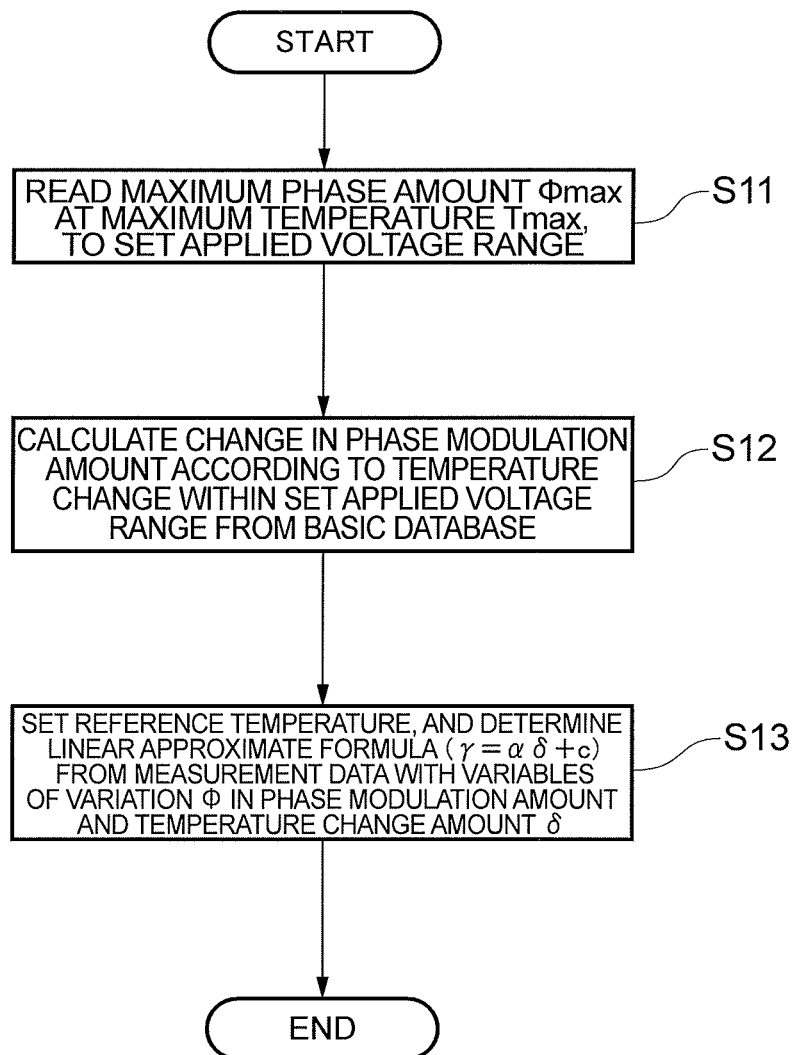 START
READ MAXIMUM PHASE AMOUNT Φmax
AT MAXIMUM TEMPERATURE Tmax,
TO SET APPLIED VOLTAGE RANGE
S11
CALCULATE CHANGE IN PHASE MODULATION
AMOUNT ACCORDING TO TEMPERATURE
CHANGE WITHIN SET APPLIED VOLTAGE
RANGE FROM BASIC DATABASE
S12
SET REFERENCE TEMPERATURE, AND DETERMINE
LINEAR APPROXIMATE FORMULA (γ=αδ+c)
FROM MEASUREMENT DATA WITH VARIABLES
OF VARIATION Φ IN PHASE MODULATION AMOUNT
AND TEMPERATURE CHANGE AMOUNT δ
S13
END